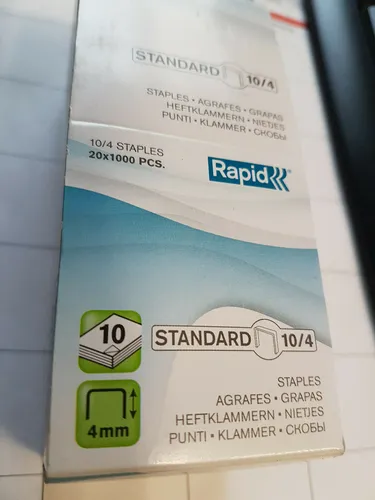 STANDARD 10/4
STAPLES • AGRAFES • GRAPAS
HEFTKLAMMERN • NIETJES
PUNTI • KLAMMER • СКОБЫ
10/4 STAPLES
20x1000 PCS.
Rapid
10
STANDARD 10/4
4mm
STAPLES
AGRAFES • GRAPAS
HEFTKLAMMERN • NIETJES
PUNTI • KLAMMER • СКОБЫ